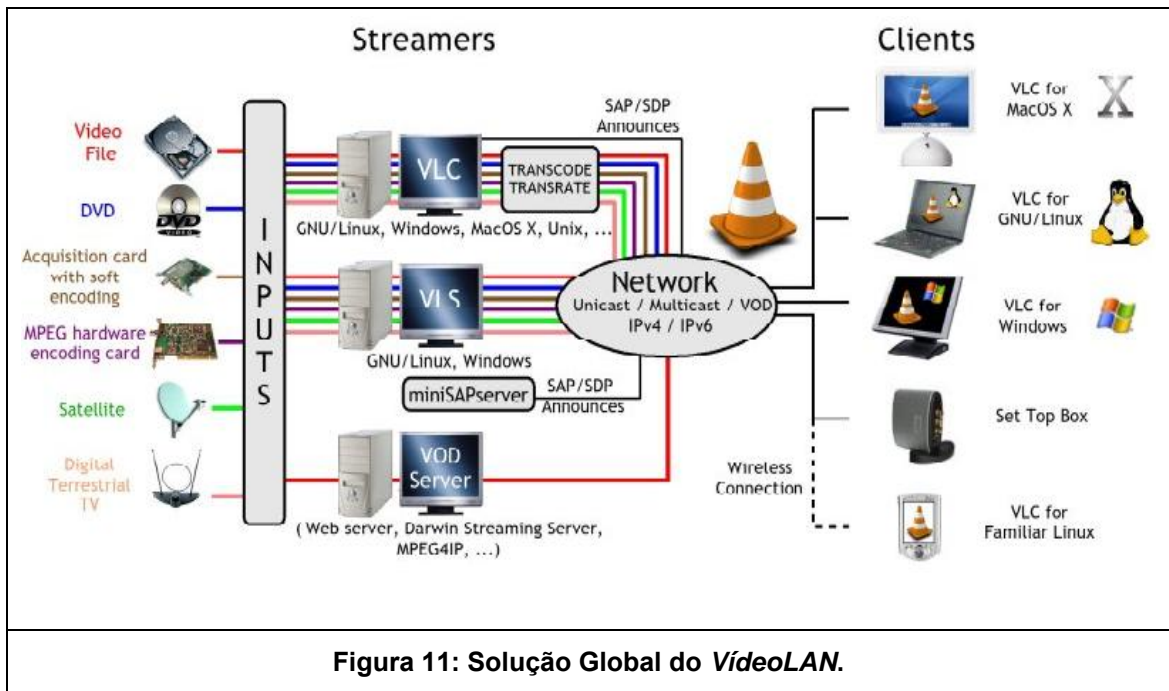 Streamers
Clients
Video
File
DVD
DVD
VIDEO
Acquisition card
with soft
encoding
MPEG hardware
encoding card
Satellite
Digital
Terrestrial
TV
INPUTS
VLC
GNU/Linux, Windows, MacOS X, Unix, ...
TRANSCODE
TRANSRATE
SAP/SDP
Announces
VLS
GNU/Linux, Windows
miniSAPserver
SAP/SDP
Announces
VOD
Server
( Web server, Darwin Streaming Server,
MPEG4IP, ...)
Network
Unicast / Multicast / VOD
IPv4 / IPv6
Wireless
Connection
VLC for
MacOS X
X
VLC for
GNU/Linux
VLC for
Windows
Set Top Box
VLC for
Familiar Linux
Figura 11: Solução Global do VídeoLAN.